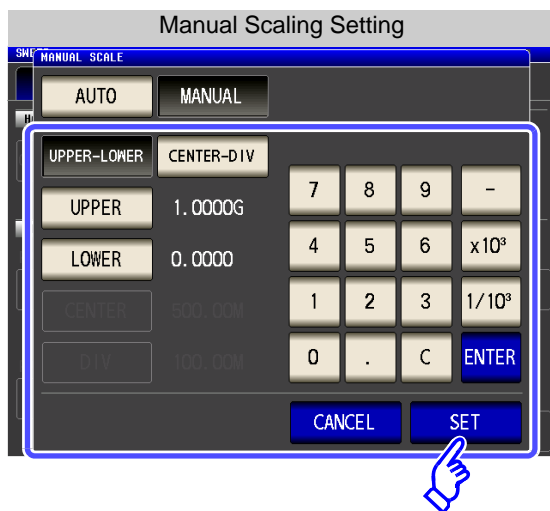 Manual Scaling Setting
SWE
MANUAL SCALE
AUTO MANUAL
H
UPPER-LOWER CENTER-DIV
7 8 9 -
UPPER 1.0000G
4 5 6 x10³
LOWER 0.0000
1 2 3 1/10³
CENTER 500.00M
0 . C ENTER
DIV 100.00M
CANCEL SET